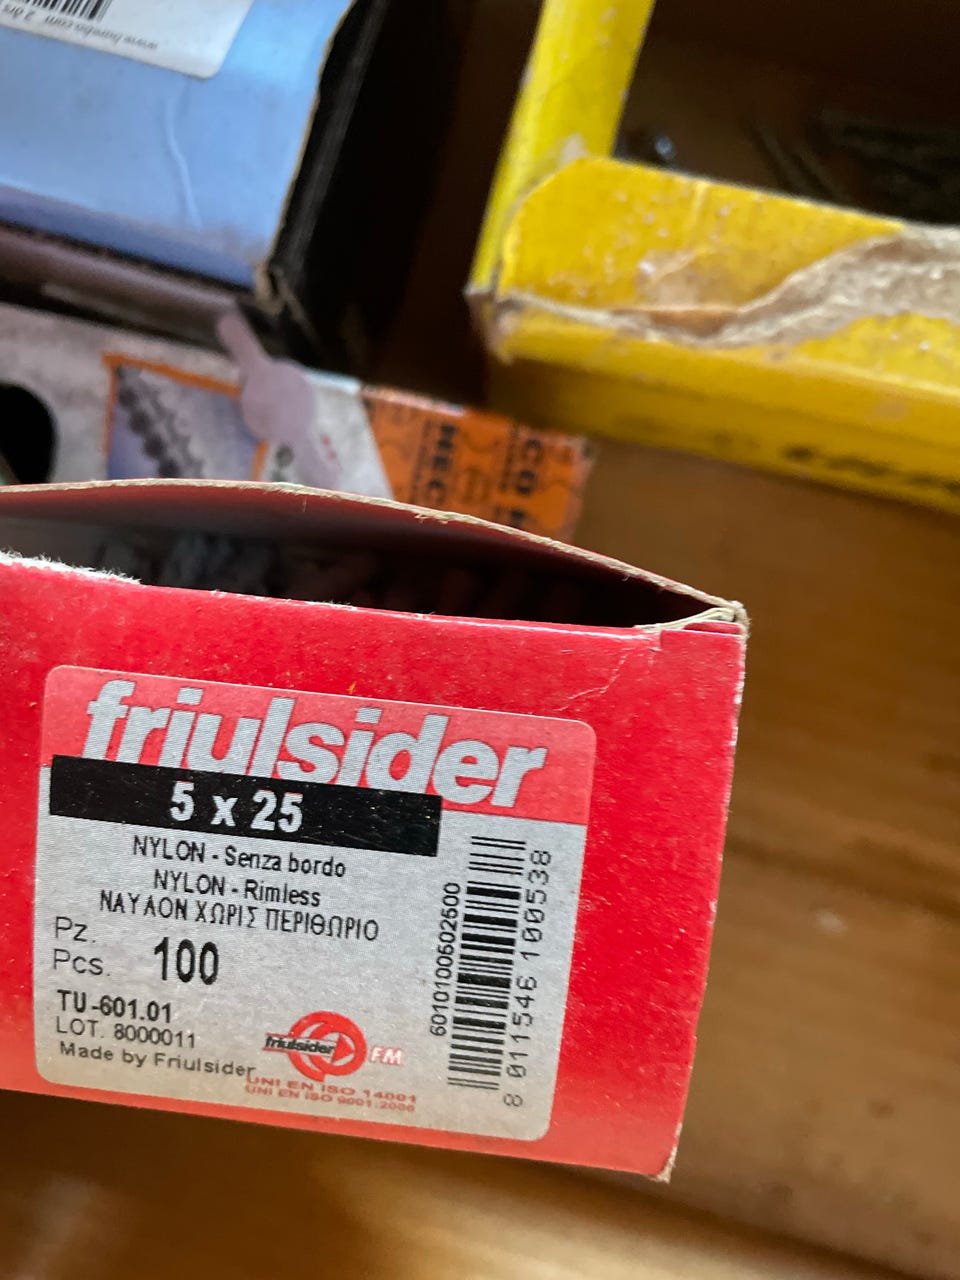 friulsider
5 x 25
NYLON - Senza bordo
NYLON - Rimless
ΝΑΥΛΟΝ ΧΩΡΙΣ ΠΕΡΙΘΩΡΙΟ
Pz.
Pcs. 100
TU-601.01
LOT. 8000011
Made by Friulsider
friulsider
FM
UNI EN ISO 14001
UNI EN ISO 9001:2000
6010100502500
8 011546 100538